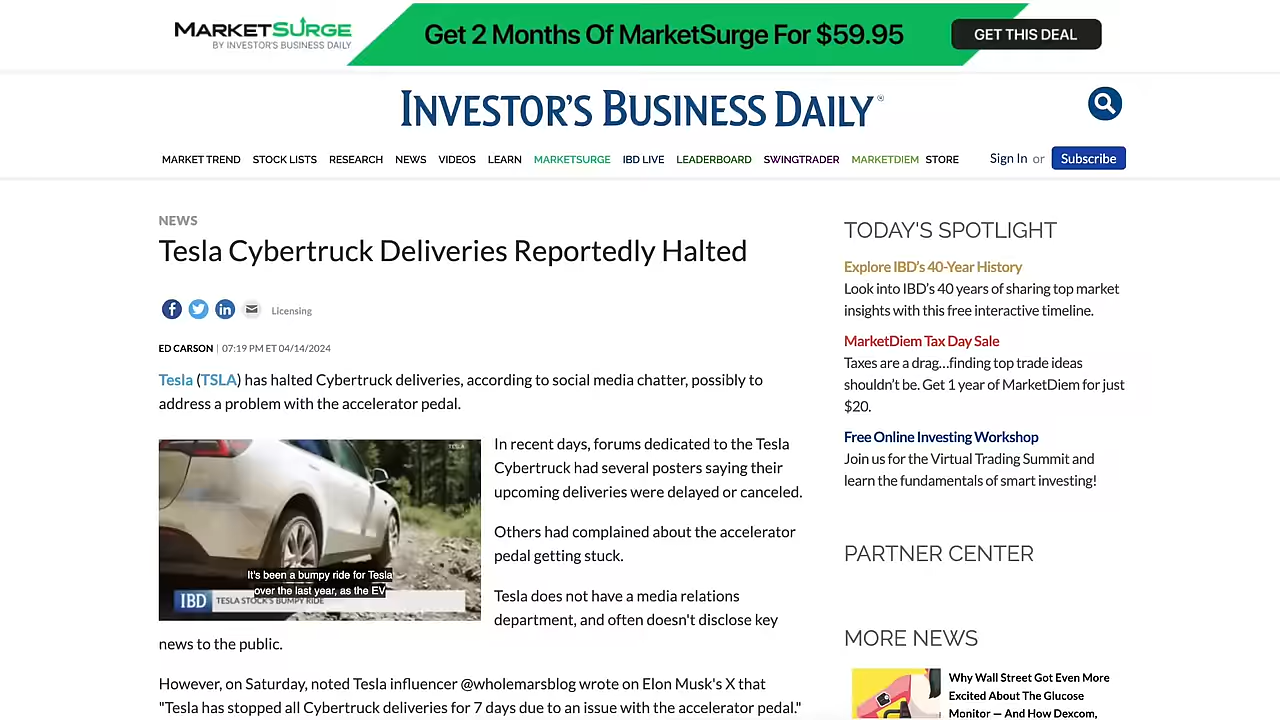 MARKETSURGE
BY INVESTOR'S BUSINESS DAILY
Get 2 Months Of MarketSurge For $59.95
GET THIS DEAL
INVESTOR'S BUSINESS DAILY®
MARKET TREND STOCK LISTS RESEARCH NEWS VIDEOS LEARN MARKETSURGE IBD LIVE LEADERBOARD SWINGTRADER MARKETDIEM STORE Sign In or Subscribe
NEWS
Tesla Cybertruck Deliveries Reportedly Halted
Licensing
ED CARSON | 07:19 PM ET 04/14/2024
Tesla (TSLA) has halted Cybertruck deliveries, according to social media chatter, possibly to
address a problem with the accelerator pedal.
TESLA
It's been a bumpy ride for Tesla
over the last year, as the EV
IBD TESLA STOCK'S BUMPY RIDE
In recent days, forums dedicated to the Tesla
Cybertruck had several posters saying their
upcoming deliveries were delayed or canceled.
Others had complained about the accelerator
pedal getting stuck.
Tesla does not have a media relations
department, and often doesn't disclose key
news to the public.
However, on Saturday, noted Tesla influencer @wholemarsblog wrote on Elon Musk's X that
"Tesla has stopped all Cybertruck deliveries for 7 days due to an issue with the accelerator pedal."
TODAY'S SPOTLIGHT
Explore IBD's 40-Year History
Look into IBD's 40 years of sharing top market
insights with this free interactive timeline.
MarketDiem Tax Day Sale
Taxes are a drag...finding top trade ideas
shouldn't be. Get 1 year of MarketDiem for just
$20.
Free Online Investing Workshop
Join us for the Virtual Trading Summit and
learn the fundamentals of smart investing!
PARTNER CENTER
MORE NEWS
Why Wall Street Got Even More
Excited About The Glucose
Monitor — And How Dexcom,